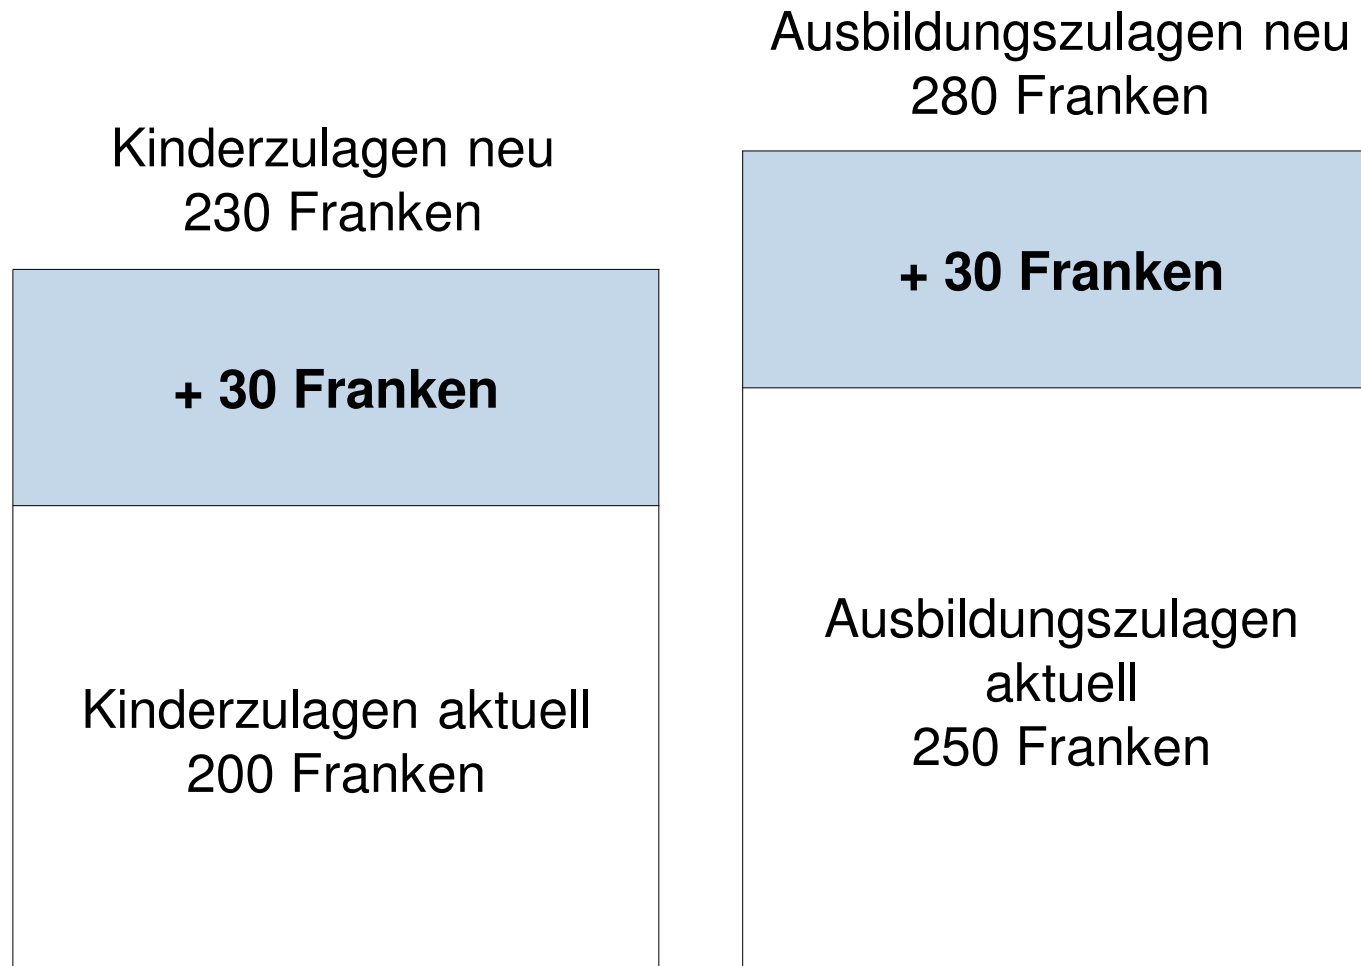 Kinderzulagen neu
230 Franken
+ 30 Franken
Kinderzulagen aktuell
200 Franken
Ausbildungszulagen neu
280 Franken
+ 30 Franken
Ausbildungszulagen
aktuell
250 Franken